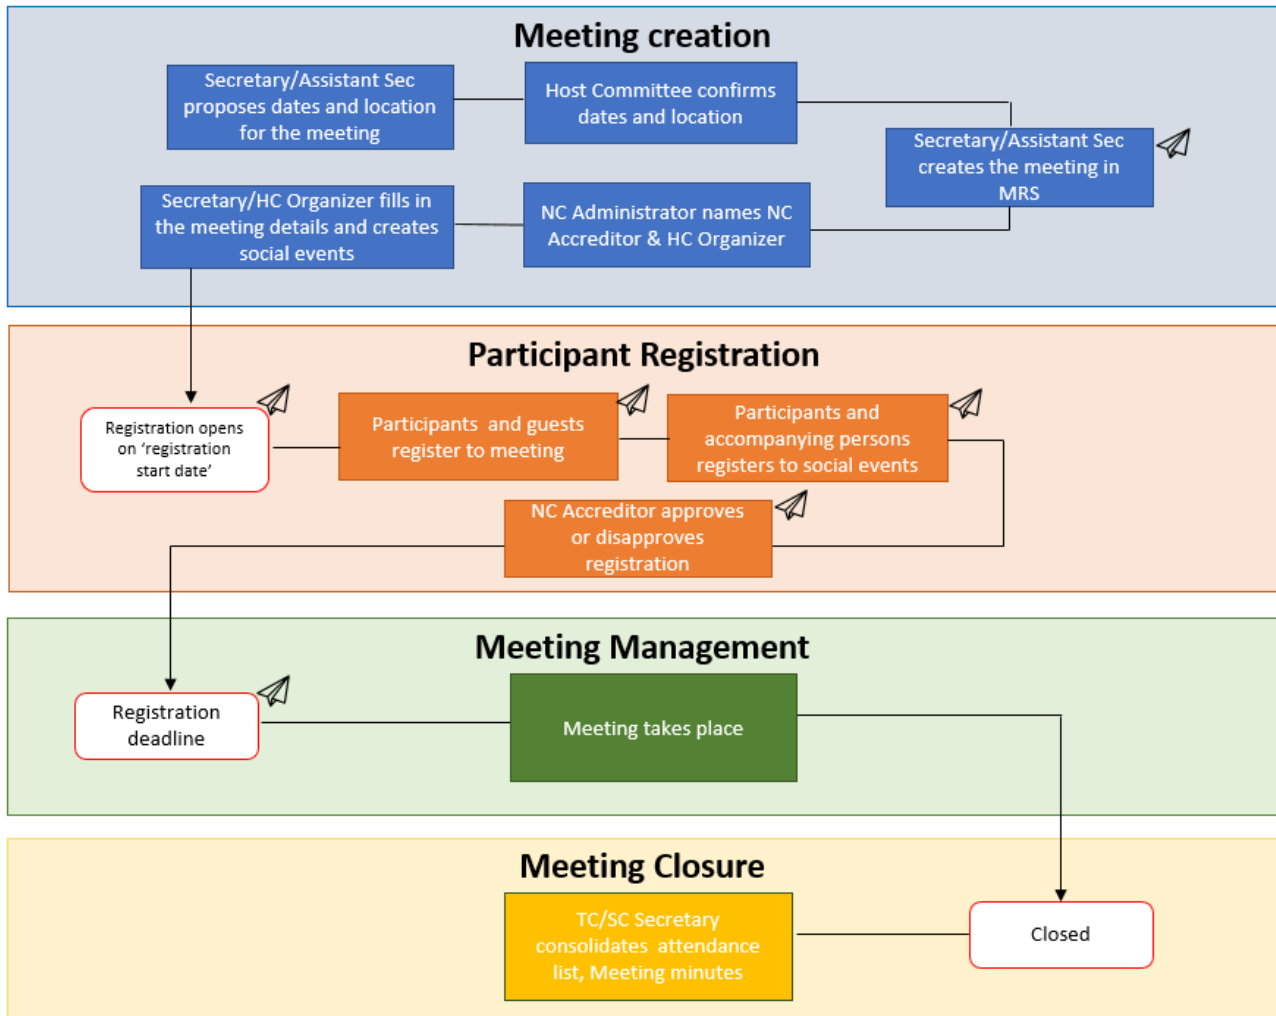 Meeting creation
Secretary/Assistant Sec
proposes dates and location
for the meeting
Host Committee confirms
dates and location
Secretary/Assistant Sec
creates the meeting in
MRS
NC Administrator names NC
Accreditor & HC Organizer
Secretary/HC Organizer fills in
the meeting details and creates
social events
Participant Registration
Registration opens
on ‘registration
start date’
Participants and guests
register to meeting
Participants and
accompanying persons
registers to social events
NC Accreditor approves
or disapproves
registration
Meeting Management
Registration
deadline
Meeting takes place
Meeting Closure
TC/SC Secretary
consolidates attendance
list, Meeting minutes
Closed